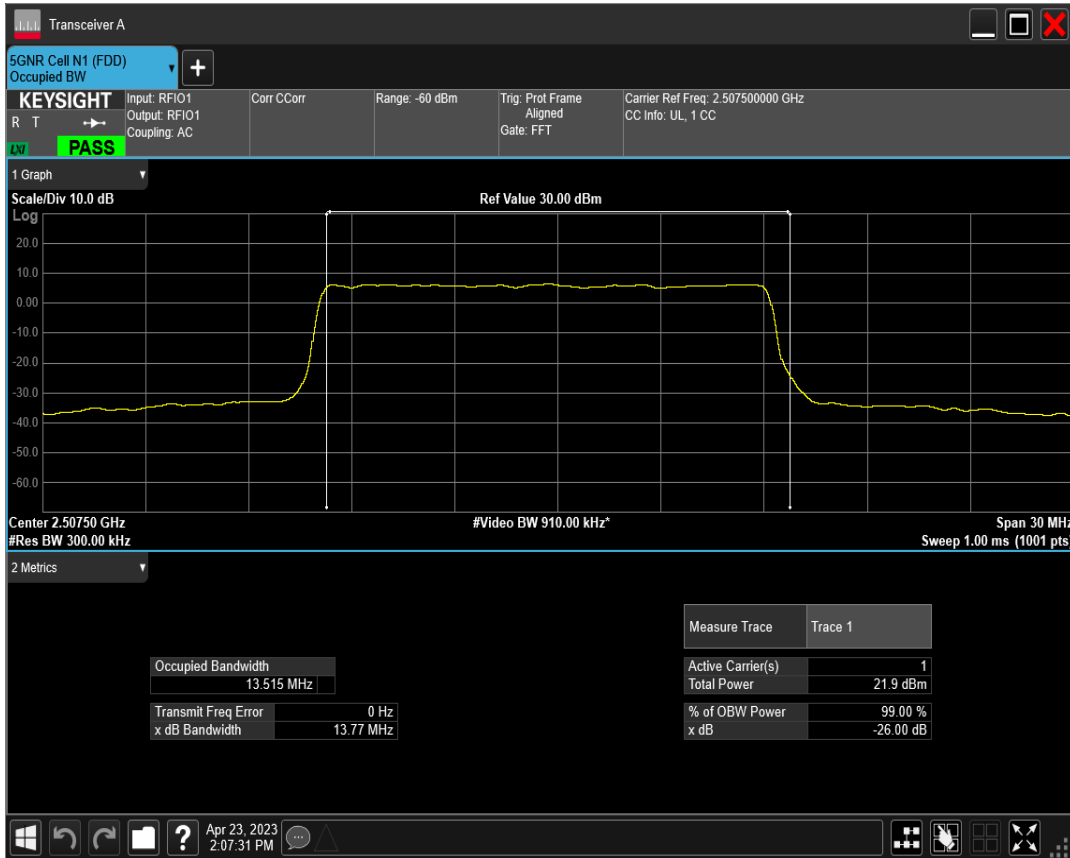 Transceiver A
5GNR Cell N1 (FDD)
Occupied BW
+
KEYSIGHT Input: RFIO1 Corr CCorr Range: -60 dBm Trig: Prot Frame Carrier Ref Freq: 2.507500000 GHz
R T Output: RFIO1 Aligned CC Info: UL, 1 CC
Coupling: AC Gate: FFT
LXI PASS
1 Graph
Scale/Div 10.0 dB Ref Value 30.00 dBm
Log
20.0
10.0
0.00
-10.0
-20.0
-30.0
-40.0
-50.0
-60.0
Center 2.50750 GHz #Video BW 910.00 kHz* Span 30 MHz
#Res BW 300.00 kHz Sweep 1.00 ms (1001 pts)
2 Metrics
Measure Trace Trace 1
Occupied Bandwidth Active Carrier(s) 1
13.515 MHz Total Power 21.9 dBm
Transmit Freq Error 0 Hz % of OBW Power 99.00 %
x dB Bandwidth 13.77 MHz x dB -26.00 dB
? Apr 23, 2023
2:07:31 PM